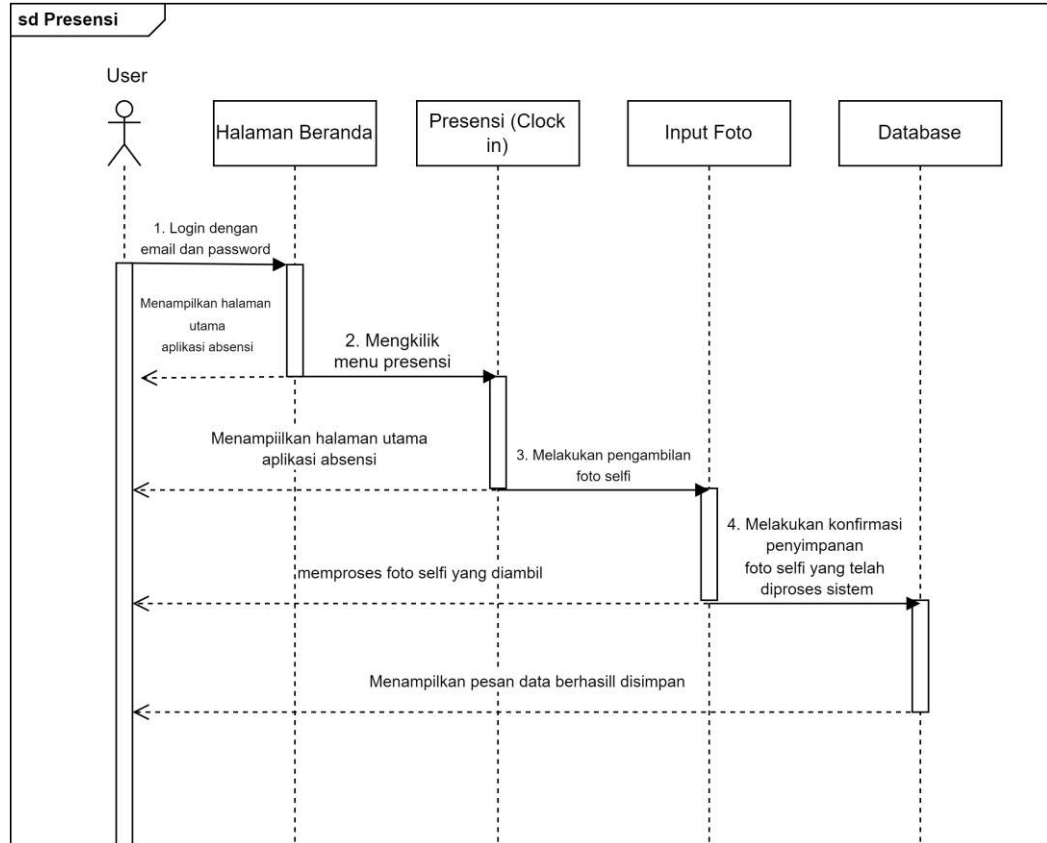 sd Presensi
User
Halaman Beranda
Presensi (Clock
in)
Input Foto
Database
1. Login dengan
email dan password
Menampilkan halaman
utama
aplikasi absensi
2. Mengkilik
menu presensi
Menampiilkan halaman utama
aplikasi absensi
3. Melakukan pengambilan
foto selfi
4. Melakukan konfirmasi
penyimpanan
foto selfi yang telah
diproses sistem
memproses foto selfi yang diambil
Menampilkan pesan data berhasill disimpan